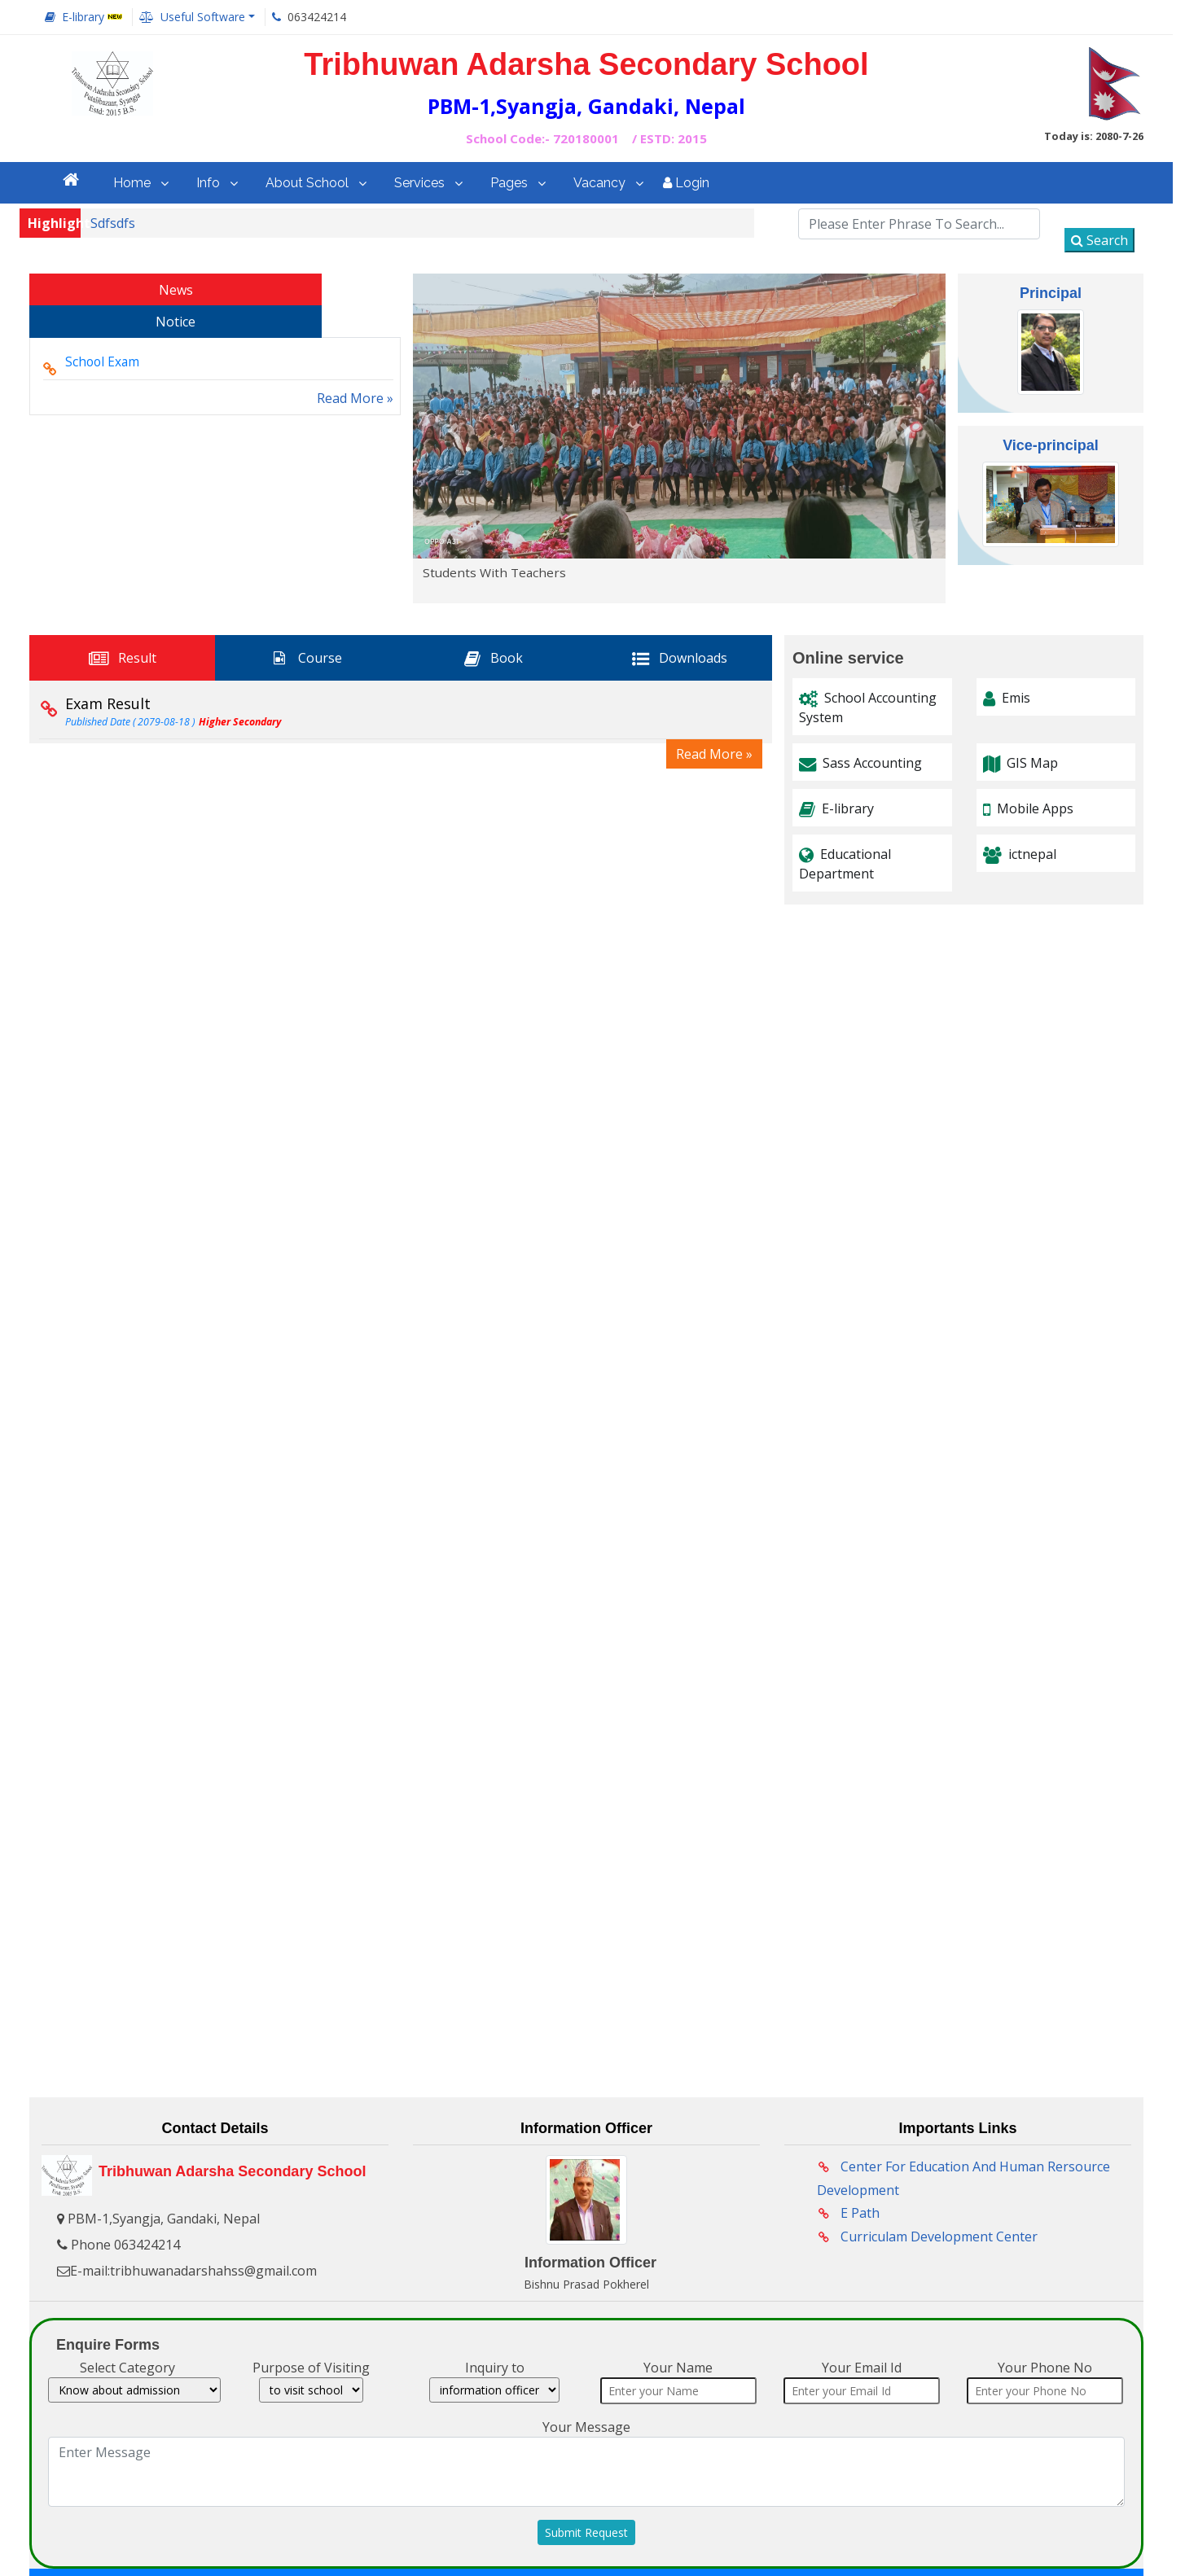 E-library NEW
Useful Software
063424214
Tribhuwan Adarsha Secondary School
Putalibazaar, Syangja
Estd: 2015 B.S.
Tribhuwan Adarsha Secondary School
PBM-1,Syangja, Gandaki, Nepal
School Code:- 720180001 / ESTD: 2015
Today is: 2080-7-26
Home
Info
About School
Services
Pages
Vacancy
Login
Highligh
Sdfsdfs
Please Enter Phrase To Search...
Search
News
Notice
School Exam
Read More »
OPPO A31
Students With Teachers
Principal
Vice-principal
Result
Course
Book
Downloads
Exam Result
Published Date ( 2079-08-18 ) Higher Secondary
Read More »
Online service
School Accounting
System
Emis
Sass Accounting
GIS Map
E-library
Mobile Apps
Educational
Department
ictnepal
Contact Details
Tribhuwan Adarsha Secondary School
PBM-1,Syangja, Gandaki, Nepal
Phone 063424214
E-mail:tribhuwanadarshahss@gmail.com
Information Officer
Information Officer
Bishnu Prasad Pokherel
Importants Links
Center For Education And Human Rersource
Development
E Path
Curriculam Development Center
Enquire Forms
Select Category
Know about admission
Purpose of Visiting
to visit school
Inquiry to
information officer
Your Name
Enter your Name
Your Email Id
Enter your Email Id
Your Phone No
Enter your Phone No
Your Message
Enter Message
Submit Request